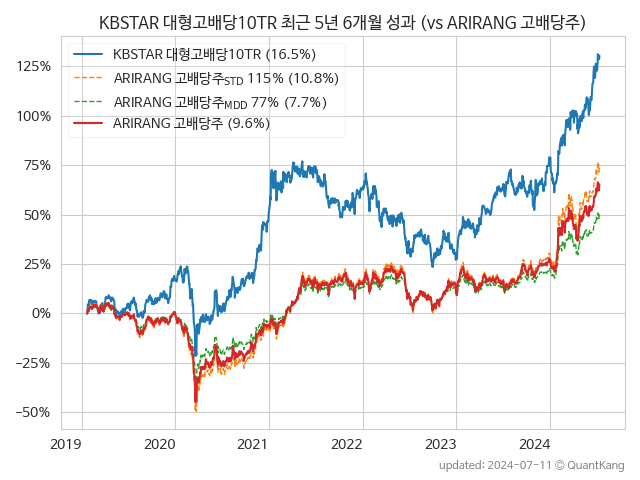 KBSTAR 대형고배당10TR 최근 5년 6개월 성과 (vs ARIRANG 고배당주)
KBSTAR 대형고배당10TR (16.5%)
ARIRANG 고배당주STD 115% (10.8%)
ARIRANG 고배당주MDD 77% (7.7%)
ARIRANG 고배당주 (9.6%)
125%
100%
75%
50%
25%
0%
−25%
−50%
2019 2020 2021 2022 2023 2024
updated: 2024-07-11 © QuantKang